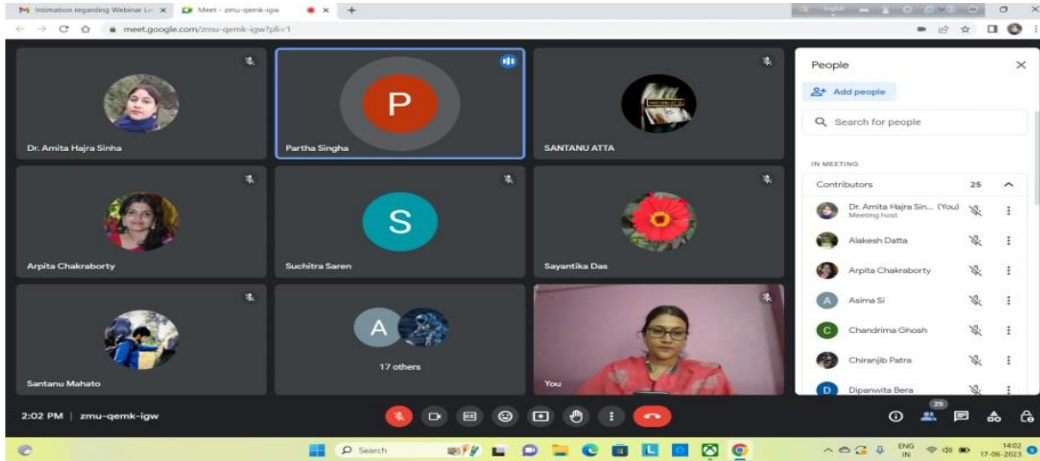 Intimation regarding Webinar Lin
Meet - zmu-qemk-igw
meet.google.com/zmu-qemk-igw?pli=1
Dr. Amita Hajra Sinha
P
Partha Singha
SANTANU ATTA
Arpita Chakraborty
S
Suchitra Saren
Sayantika Das
Santanu Mahato
A
17 others
You
People
Add people
Search for people
IN MEETING
Contributors 25
Dr. Amita Hajra Sin... (You)
Meeting host
Alakesh Datta
Arpita Chakraborty
A Asima Si
C Chandrima Ghosh
Chiranjib Patra
D Dipanwita Bera
2:02 PM | zmu-qemk-igw
25
Search
ENG
IN
14:02
17-06-2023